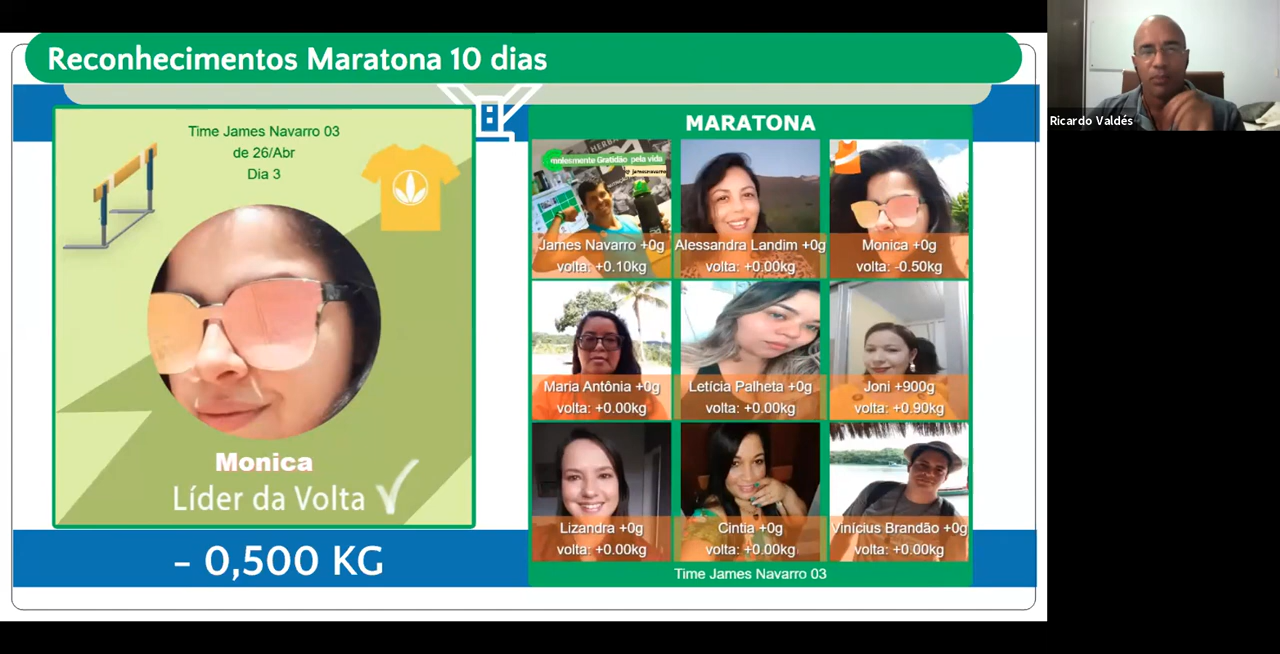 Reconhecimentos Maratona 10 dias
Time James Navarro 03
de 26/Abr
Dia 3
Monica
Líder da Volta
- 0,500 KG
MARATONA
HERBA
Gratidão pela vida
James Navarro +0g
volta: +0.10kg
Alessandra Landim +0g
volta: +0.00kg
Monica +0g
volta: -0.50kg
Maria Antônia +0g
volta: +0.00kg
Letícia Palheta +0g
volta: +0.00kg
Joni +900g
volta: +0.90kg
Lizandra +0g
volta: +0.00kg
Cintia +0g
volta: +0.00kg
Vinícius Brandão +0g
volta: +0.00kg
Time James Navarro 03
Ricardo Valdés